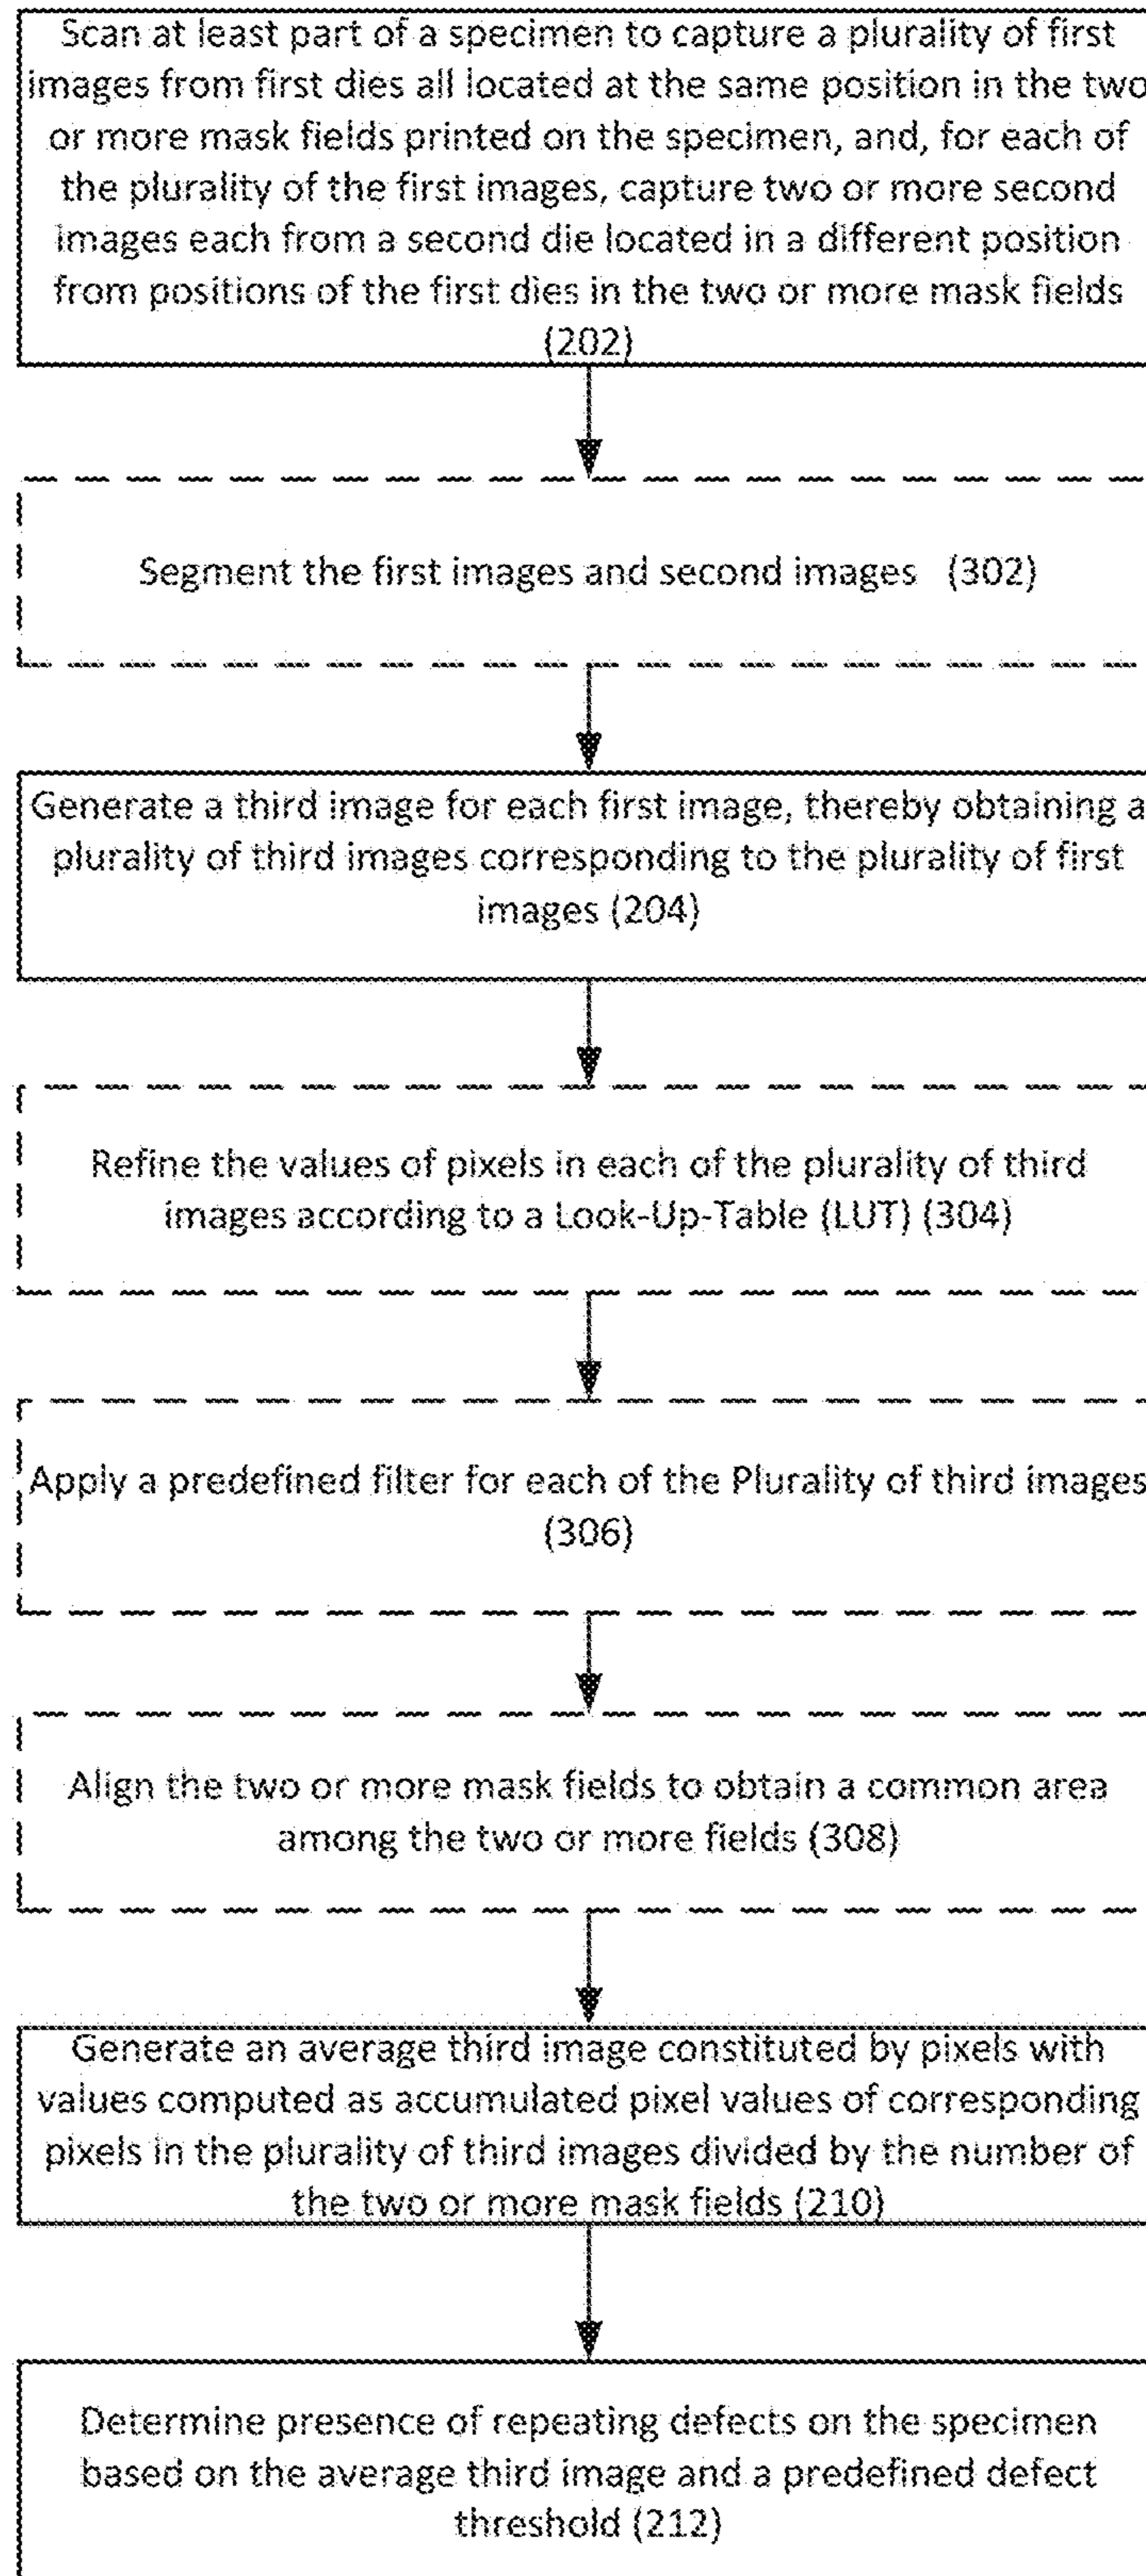 Scan at least part of a specimen to capture a plurality of first
images from first dies all located at the same position in the two
or more mask fields printed on the specimen, and, for each of
the plurality of the first images, capture two or more second
images each from a second die located in a different position
from positions of the first dies in the two or more mask fields
(202)
Segment the first images and second images (302)
Generate a third image for each first image, thereby obtaining a
plurality of third images corresponding to the plurality of first
images (204)
Refine the values of pixels in each of the plurality of third
images according to a Look-Up-Table (LUT) (304)
Apply a predefined filter for each of the Plurality of third images
(306)
Align the two or more mask fields to obtain a common area
among the two or more fields (308)
Generate an average third image constituted by pixels with
values computed as accumulated pixel values of corresponding
pixels in the plurality of third images divided by the number of
the two or more mask fields (210)
Determine presence of repeating defects on the specimen
based on the average third image and a predefined defect
threshold (212)